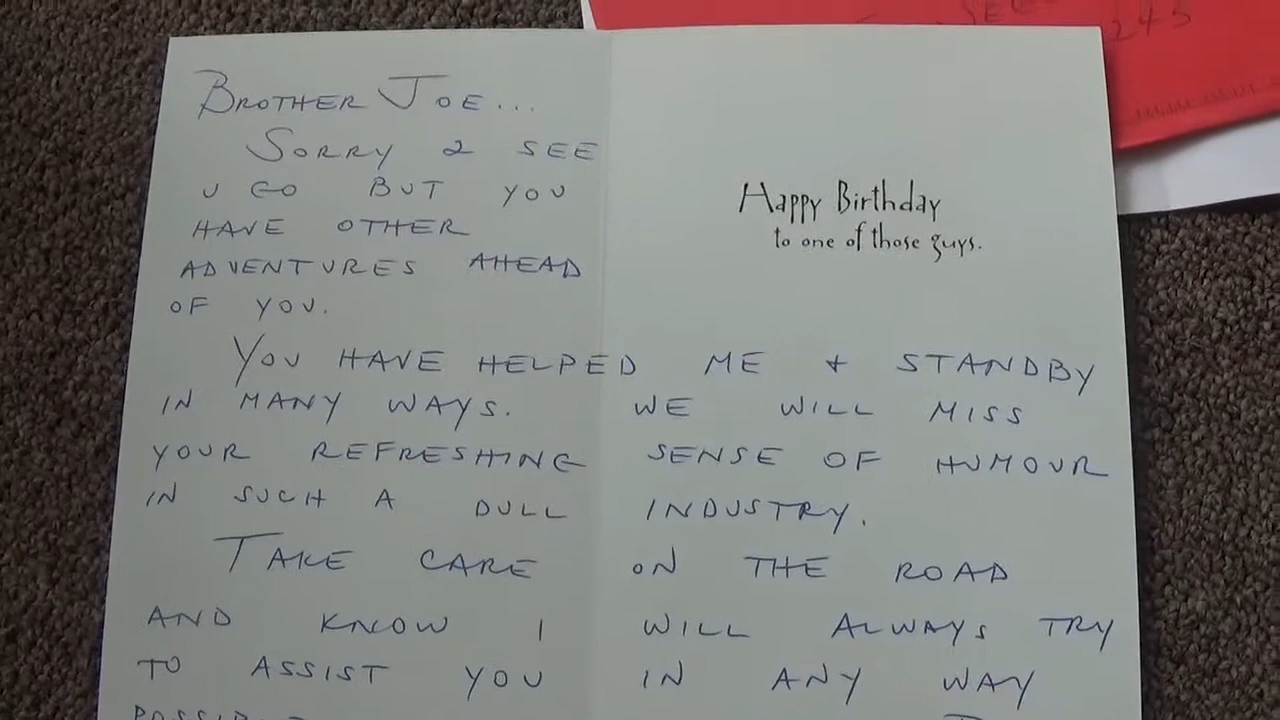 BROTHER JOE...
SORRY 2 SEE
U GO BUT YOU
HAVE OTHER
ADVENTURES AHEAD
OF YOU.
Happy Birthday
to one of those guys.
YOU HAVE HELPED ME + STANDBY
IN MANY WAYS. WE WILL MISS
YOUR REFRESHING SENSE OF HUMOUR
IN SUCH A DULL INDUSTRY.
TAKE CARE ON THE ROAD
AND KNOW I WILL ALWAYS TRY
TO ASSIST YOU IN ANY WAY
SEE
245